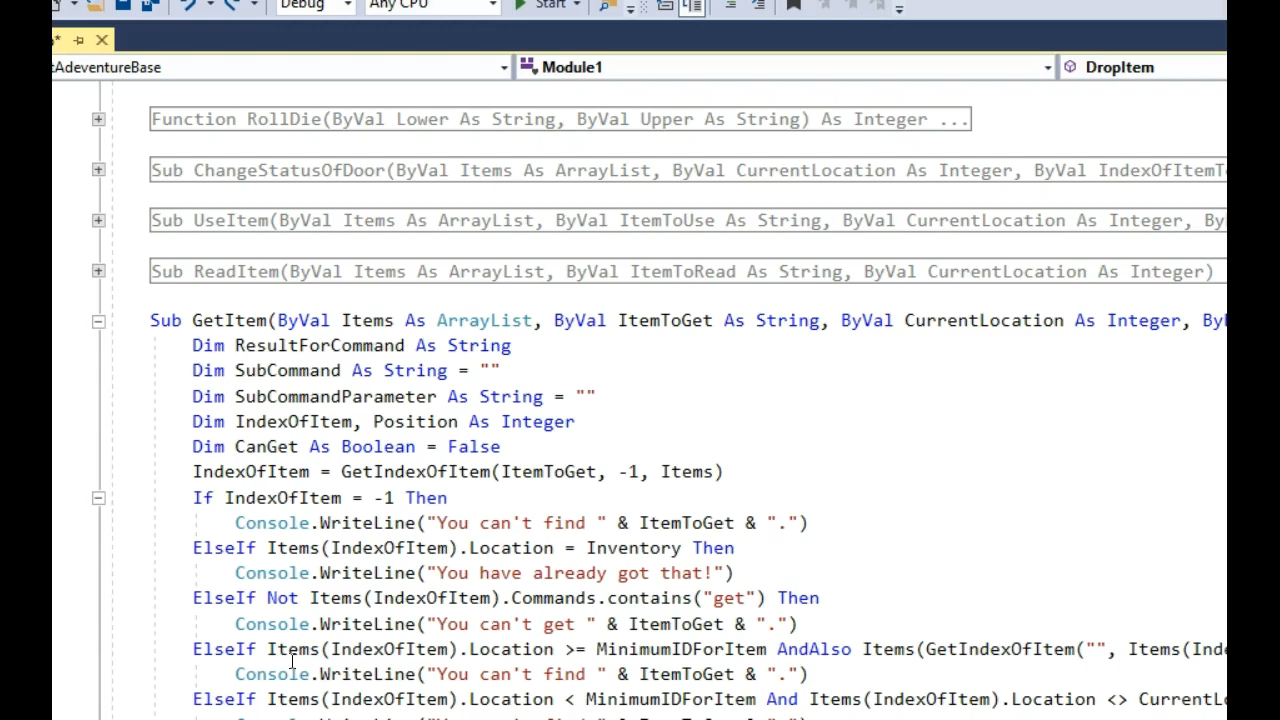 Debug Any CPU Start
*
tAdeventureBase Module1 DropItem
Function RollDie(ByVal Lower As String, ByVal Upper As String) As Integer ...
Sub ChangeStatusOfDoor(ByVal Items As ArrayList, ByVal CurrentLocation As Integer, ByVal IndexOfItemT
Sub UseItem(ByVal Items As ArrayList, ByVal ItemToUse As String, ByVal CurrentLocation As Integer, By
Sub ReadItem(ByVal Items As ArrayList, ByVal ItemToRead As String, ByVal CurrentLocation As Integer)
Sub GetItem(ByVal Items As ArrayList, ByVal ItemToGet As String, ByVal CurrentLocation As Integer, By
Dim ResultForCommand As String
Dim SubCommand As String = ""
Dim SubCommandParameter As String = ""
Dim IndexOfItem, Position As Integer
Dim CanGet As Boolean = False
IndexOfItem = GetIndexOfItem(ItemToGet, -1, Items)
If IndexOfItem = -1 Then
Console.WriteLine("You can't find " & ItemToGet & ".")
ElseIf Items(IndexOfItem).Location = Inventory Then
Console.WriteLine("You have already got that!")
ElseIf Not Items(IndexOfItem).Commands.contains("get") Then
Console.WriteLine("You can't get " & ItemToGet & ".")
ElseIf Items(IndexOfItem).Location >= MinimumIDForItem AndAlso Items(GetIndexOfItem("", Items(Inde
Console.WriteLine("You can't find " & ItemToGet & ".")
ElseIf Items(IndexOfItem).Location < MinimumIDForItem And Items(IndexOfItem).Location <> CurrentLo